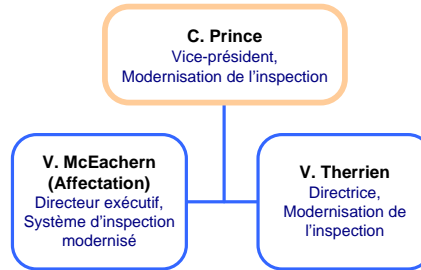 C. Prince
Vice-président,
Modernisation de l'inspection
V. McEachern
(Affectation)
Directeur exécutif,
Système d'inspection
modernisé
V. Therrien
Directrice,
Modernisation de
l'inspection